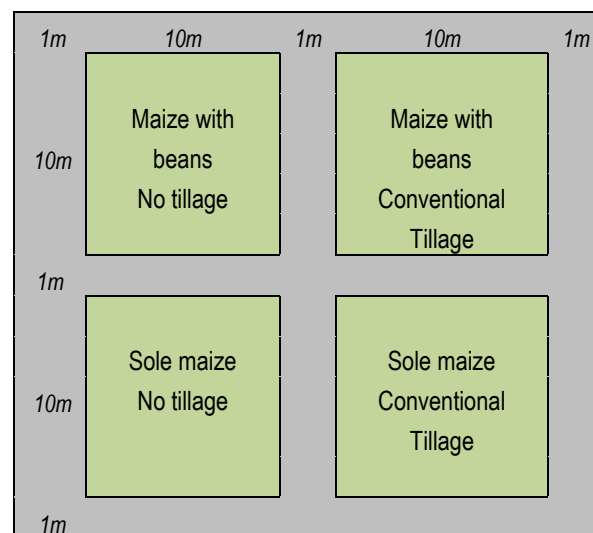 1m 10m 1m 10m 1m
10m
Maize with
beans
No tillage
Maize with
beans
Conventional
Tillage
1m
10m
Sole maize
No tillage
Sole maize
Conventional
Tillage
1m